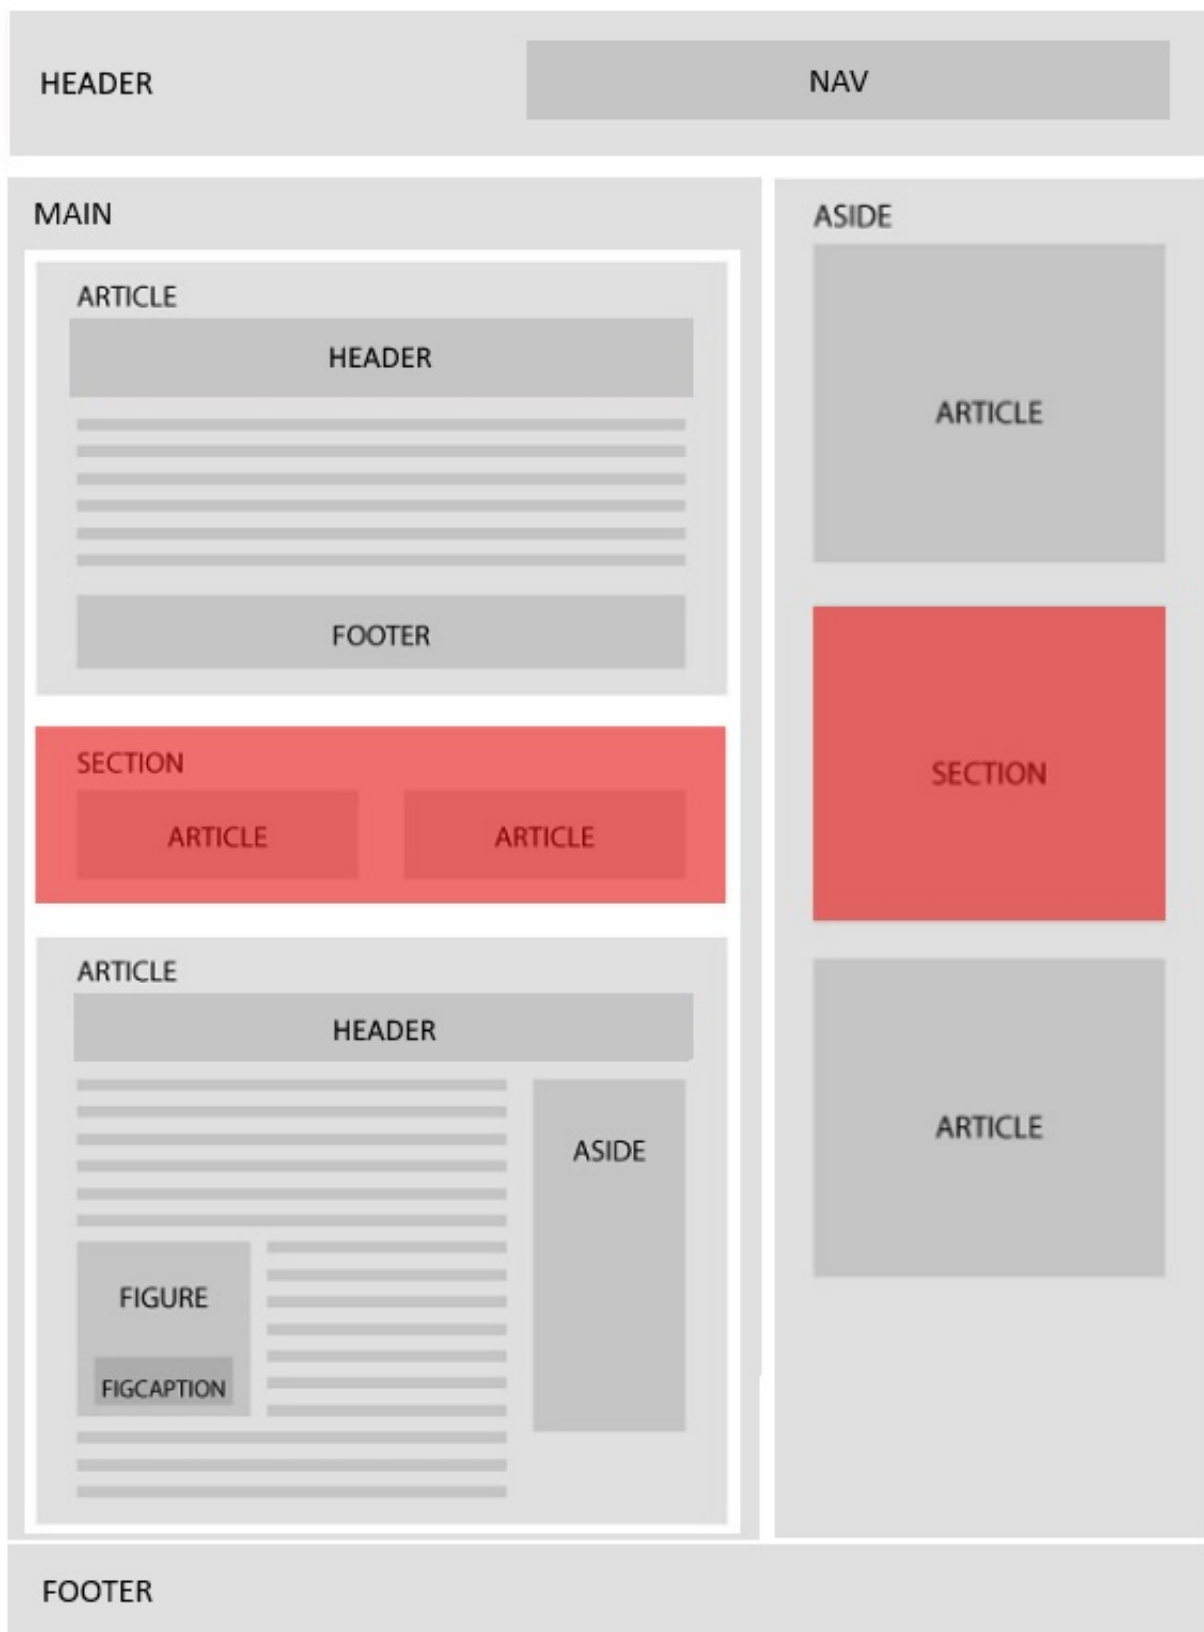 HEADER
NAV
MAIN
ARTICLE
HEADER
FOOTER
SECTION
ARTICLE
ARTICLE
ARTICLE
HEADER
ASIDE
FIGURE
FIGCAPTION
ASIDE
ARTICLE
SECTION
ARTICLE
FOOTER